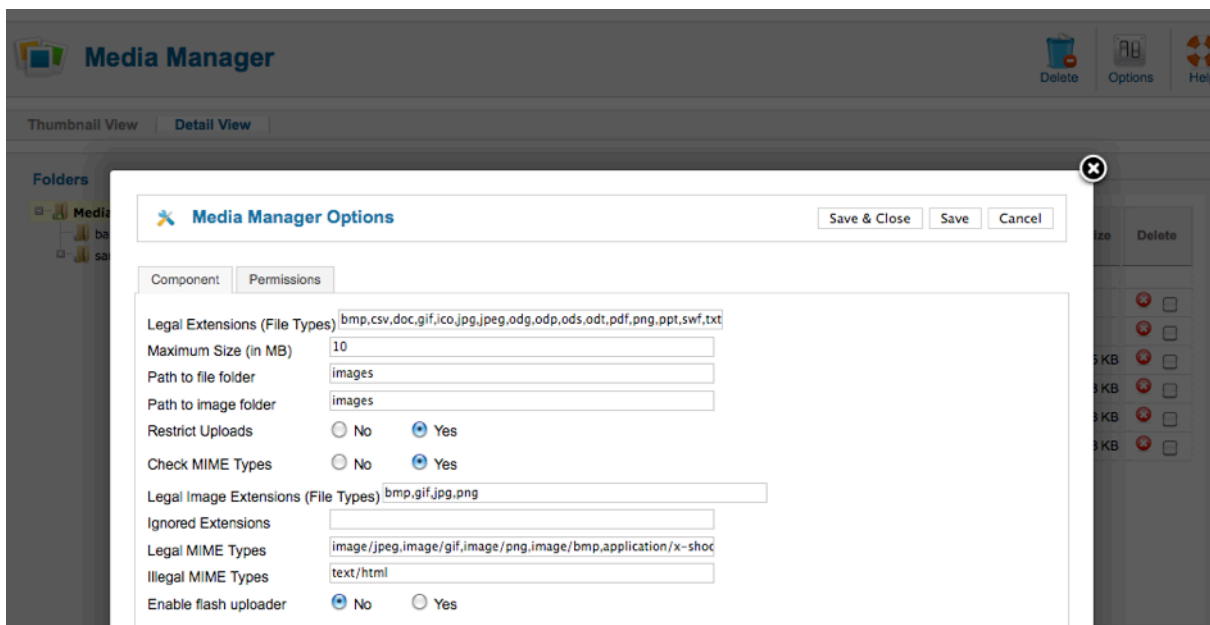 Media Manager
Delete
Options
Thumbnail View
Detail View
Folders
Media
Media Manager Options
Save & Close
Save
Cancel
Delete
Component
Permissions
Legal Extensions (File Types) bmp,csv,doc,gif,ico,jpg,jpeg,odg,odp,ods,odt,pdf,png,ppt,swf,txt
Maximum Size (in MB) 10
Path to file folder images
Path to image folder images
Restrict Uploads No Yes
Check MIME Types No Yes
Legal Image Extensions (File Types) bmp,gif,jpg,png
Ignored Extensions
Legal MIME Types image/jpeg,image/gif,image/png,image/bmp,application/x-shoc
Illegal MIME Types text/html
Enable flash uploader No Yes